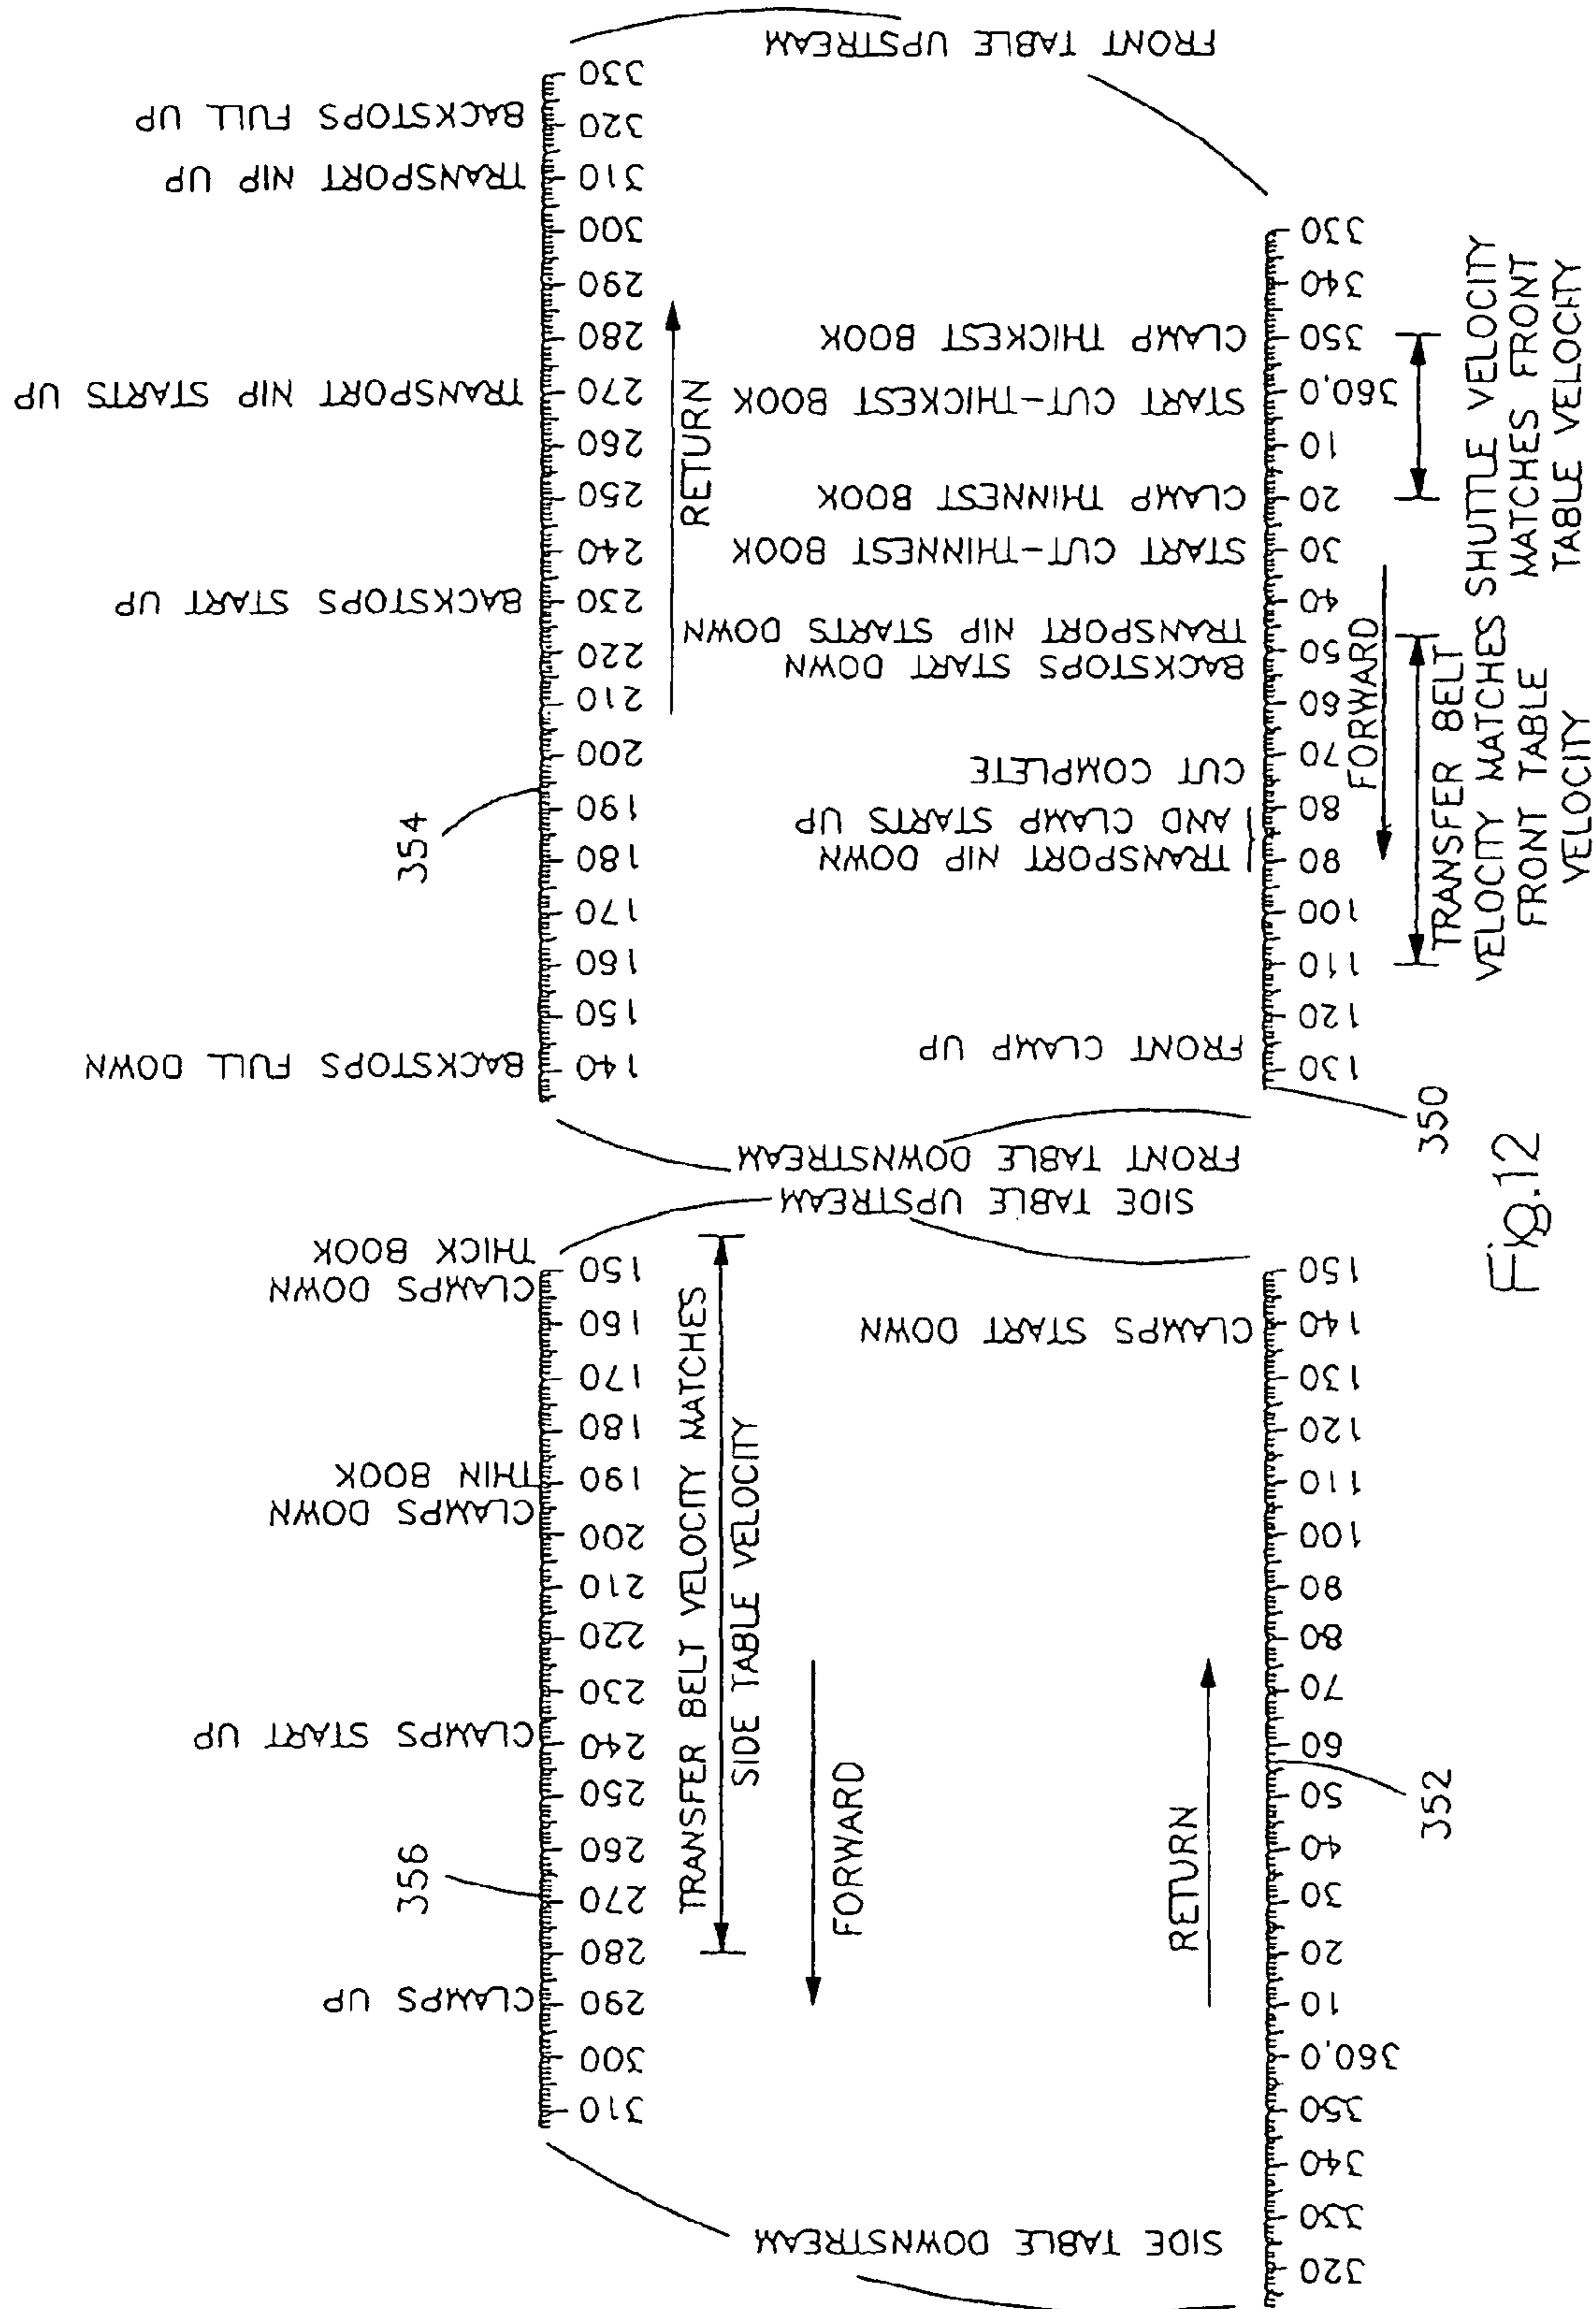 FRONT TABLE UPSTREAM
BACKSTOPS FULL UP
TRANSPORT NIP UP
TRANSPORT NIP STARTS UP
BACKSTOPS START UP
BACKSTOPS FULL DOWN
330
320
310
300
290
280
270
260
250
240
230
220
210
200
190
180
170
160
150
140
RETURN
354
CLAMP THICKEST BOOK
START CUT-THICKEST BOOK
CLAMP THINNEST BOOK
START CUT-THINNEST BOOK
TRANSPORT NIP STARTS DOWN
BACKSTOPS START DOWN
CUT COMPLETE
AND CLAMP STARTS UP
TRANSPORT NIP DOWN
FRONT CLAMP UP
330
340
350
360,0
10
20
30
40
50
60
70
80
90
100
110
120
130
FORWARD
SHUTTLE VELOCITY
MATCHES FRONT
TABLE VELOCITY
TRANSFER BELT
VELOCITY MATCHES
FRONT TABLE
VELOCITY
350
FRONT TABLE DOWNSTREAM
SIDE TABLE UPSTREAM
THICK BOOK
CLAMPS DOWN
THIN BOOK
CLAMPS DOWN
CLAMPS START UP
CLAMPS UP
150
160
170
180
190
200
210
220
230
240
250
260
270
280
290
300
310
TRANSFER BELT VELOCITY MATCHES
SIDE TABLE VELOCITY
FORWARD
356
CLAMPS START DOWN
150
140
130
120
110
100
90
80
70
60
50
40
30
20
10
360,0
350
340
330
320
RETURN
352
SIDE TABLE DOWNSTREAM
Fig.12